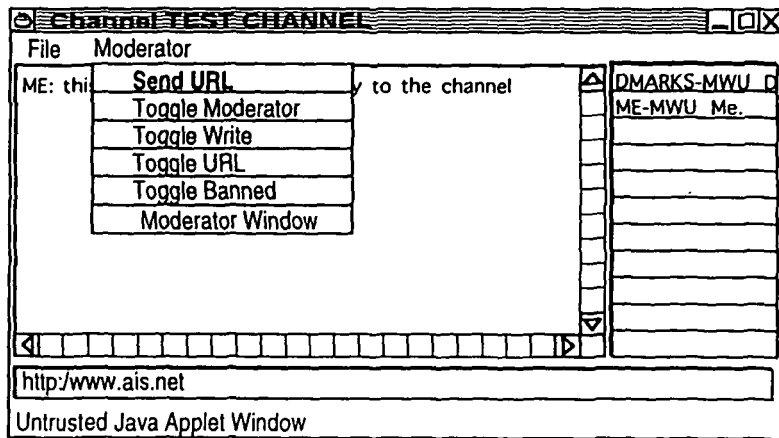 Channel TEST CHANNEL
File Moderator
ME: thi y to the channel
Send URL
Toggle Moderator
Toggle Write
Toggle URL
Toggle Banned
Moderator Window
DMARKS-MWU D
ME-MWU Me.
http:/www.ais.net
Untrusted Java Applet Window